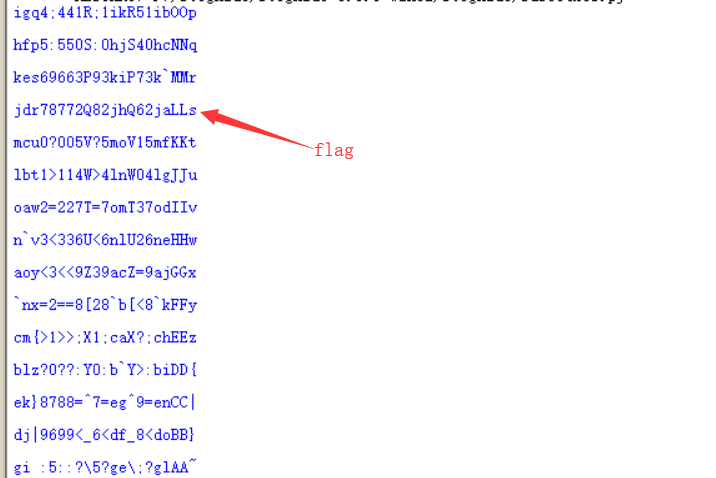 igq4;441R;1ikR51ibOOp
hfp5:550S:0hjS40hcNNq
kes69663P93kiP73k`MMr
jdr78772Q82jhQ62jaLLs
flag
mcu0?005V?5moV15mfKKt
lbt1>114W>4lnW04lgJJu
oaw2=227T=7omT37odIIv
n`v3<336U<6nlU26neHHw
aoy<3<<9Z39acZ=9ajGGx
`nx=2==8[28`b[<8`kFFy
cm{>1>>;X1;caX?;chEEz
blz?0??:Y0:b`Y>:biDD{
ek}8788=^7=eg^9=enCC|
dj|9699<_6<df_8<doBB}
gi :5::?\5?ge\;?glAA~